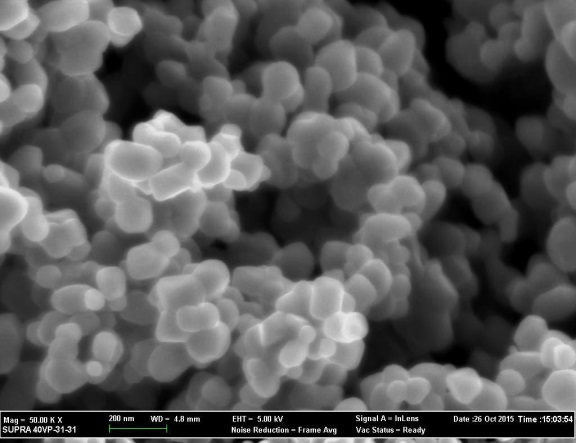 Mag = 50.00 K X 200 nm WD = 4.8 mm EHT = 5.00 kV Signal A = InLens Date :26 Oct 2015 Time :15:03:54
SUPRA 40VP-31-31 Noise Reduction = Frame Avg Vac Status = Ready